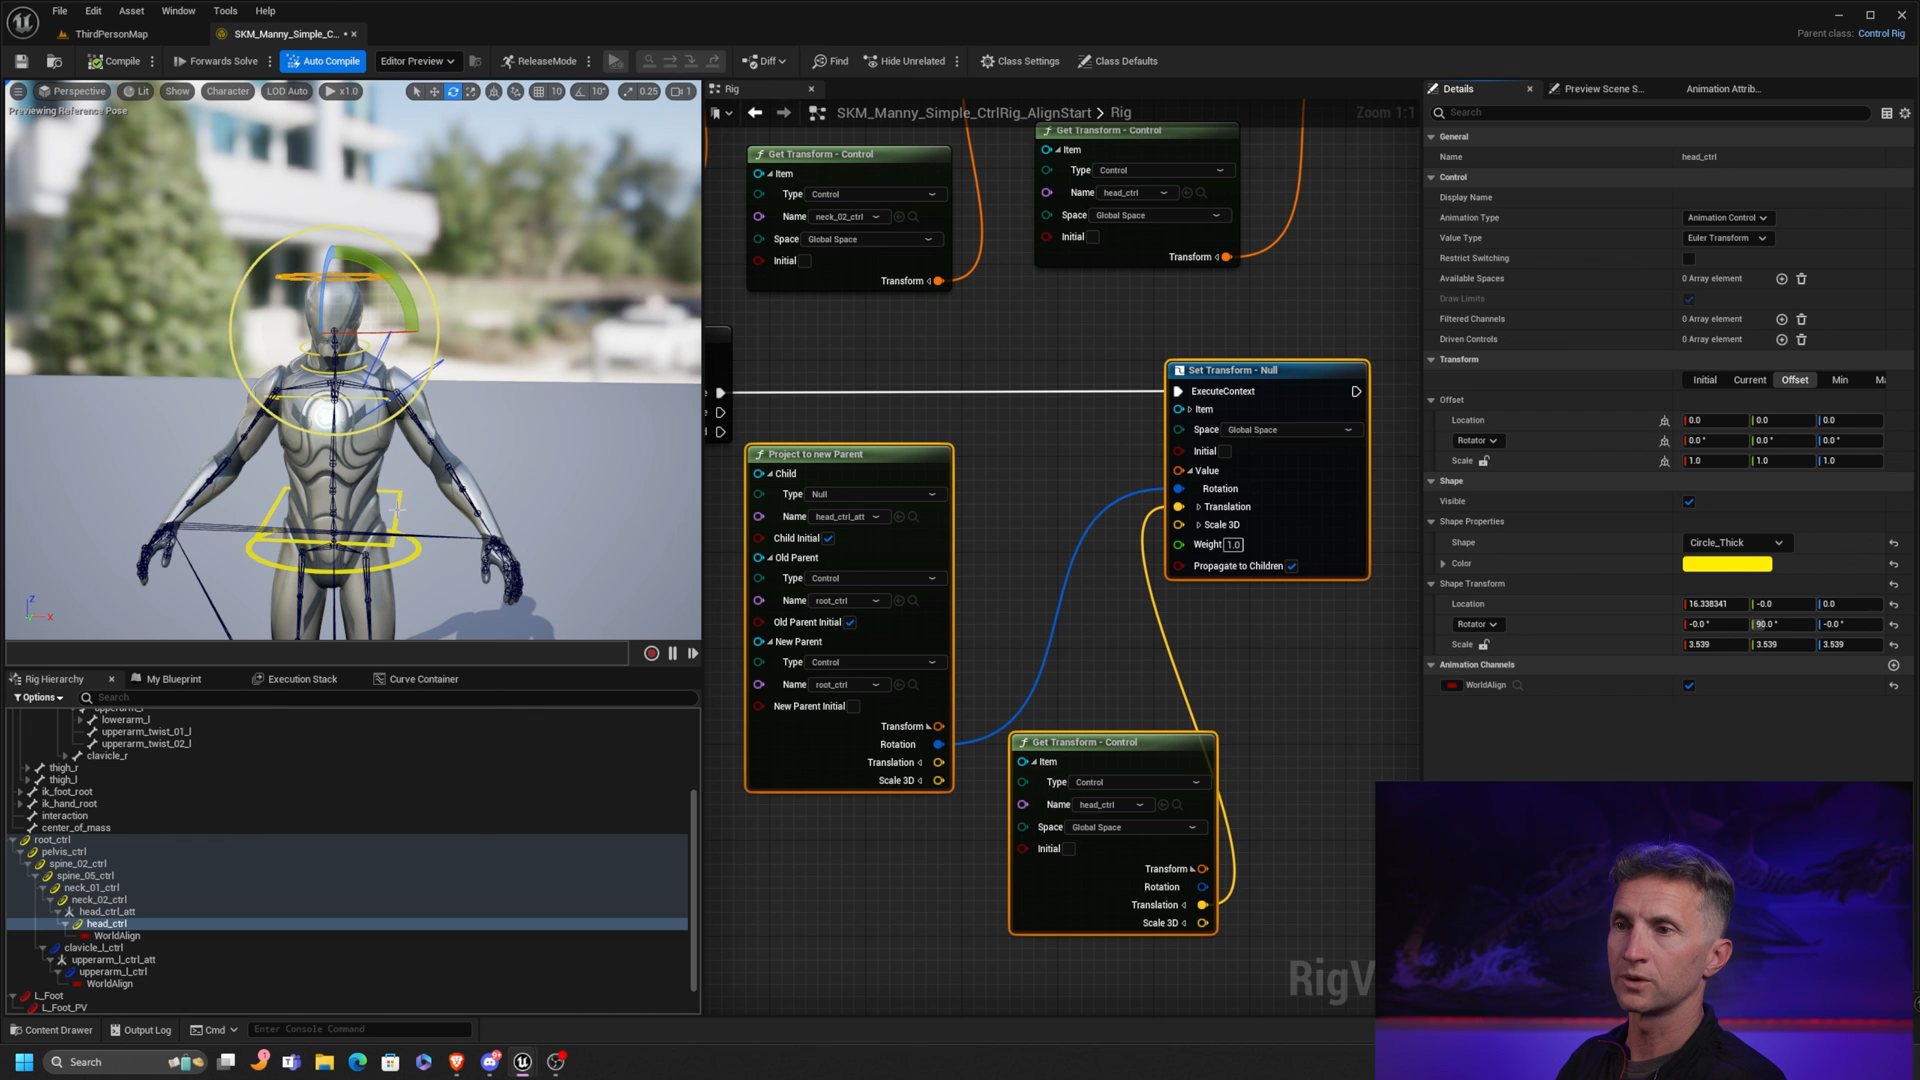 File Edit Asset Window Tools Help
ThirdPersonMap
SKM_Manny_Simple_C... •
Parent class: Control Rig
Compile
Forwards Solve
Auto Compile
Editor Preview
ReleaseMode
Diff
Find
Hide Unrelated
Class Settings
Class Defaults
Perspective Lit Show Character LOD Auto x1.0 10 10° 0.25 1
Previewing Reference Pose
Z
X
Rig
SKM_Manny_Simple_CtrlRig_AlignStart > Rig
Zoom 1:1
Get Transform - Control
Item
Type Control
Name neck_02_ctrl
Space Global Space
Initial
Transform
Get Transform - Control
Item
Type Control
Name head_ctrl
Space Global Space
Initial
Transform
Set Transform - Null
ExecuteContext
Item
Space Global Space
Initial
Value
Rotation
Translation
Scale 3D
Weight 1.0
Propagate to Children
Project to new Parent
Child
Type Null
Name head_ctrl_att
Child Initial
Old Parent
Type Control
Name root_ctrl
Old Parent Initial
New Parent
Type Control
Name root_ctrl
New Parent Initial
Transform
Rotation
Translation
Scale 3D
Get Transform - Control
Item
Type Control
Name head_ctrl
Space Global Space
Initial
Transform
Rotation
Translation
Scale 3D
RigV
Rig Hierarchy
My Blueprint
Execution Stack
Curve Container
Options
Search
lowerarm_l
upperarm_twist_01_l
upperarm_twist_02_l
clavicle_r
thigh_r
thigh_l
ik_foot_root
ik_hand_root
interaction
center_of_mass
root_ctrl
pelvis_ctrl
spine_02_ctrl
spine_05_ctrl
neck_01_ctrl
neck_02_ctrl
head_ctrl_att
head_ctrl
WorldAlign
clavicle_l_ctrl
upperarm_l_ctrl_att
upperarm_l_ctrl
WorldAlign
L_Foot
L_Foot_PV
Content Drawer
Output Log
Cmd
Enter Console Command
Search
Details
Preview Scene S...
Animation Attrib...
Search
General
Name head_ctrl
Control
Display Name
Animation Type Animation Control
Value Type Euler Transform
Restrict Switching
Available Spaces 0 Array element
Draw Limits
Filtered Channels 0 Array element
Driven Controls 0 Array element
Transform
Initial Current Offset Min
Offset
Location 0.0 0.0 0.0
Rotator 0.0 ° 0.0 ° 0.0 °
Scale 1.0 1.0 1.0
Shape
Visible
Shape Properties
Shape Circle_Thick
Color
Shape Transform
Location 16.338341 -0.0 0.0
Rotator -0.0 ° 90.0 ° -0.0 °
Scale 3.539 3.539 3.539
Animation Channels
WorldAlign